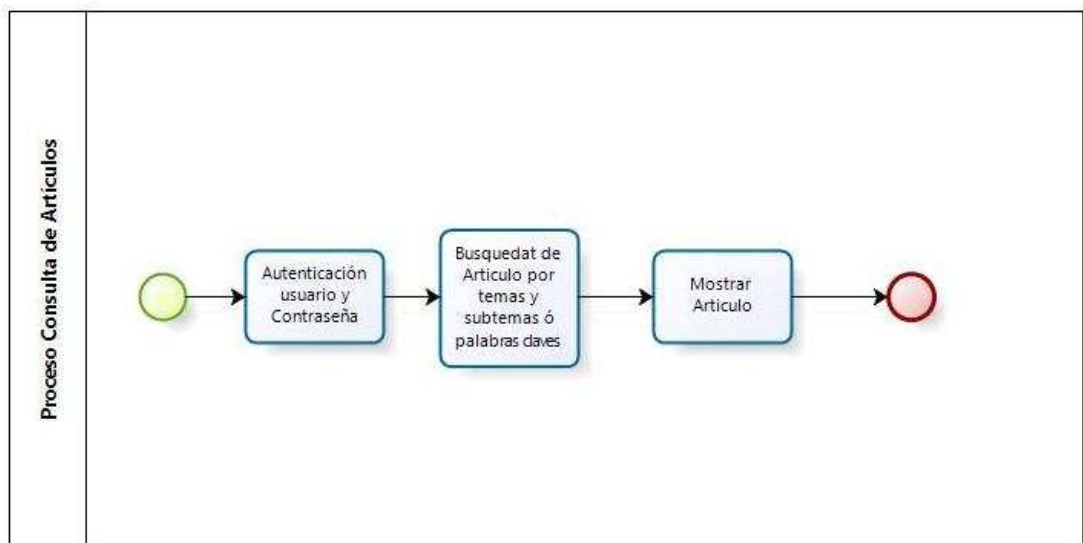 Proceso Consulta de Artículos
Autenticación
usuario y
Contraseña
Busquedat de
Articulo por
temas y
subtemas ó
palabras claves
Mostrar
Articulo